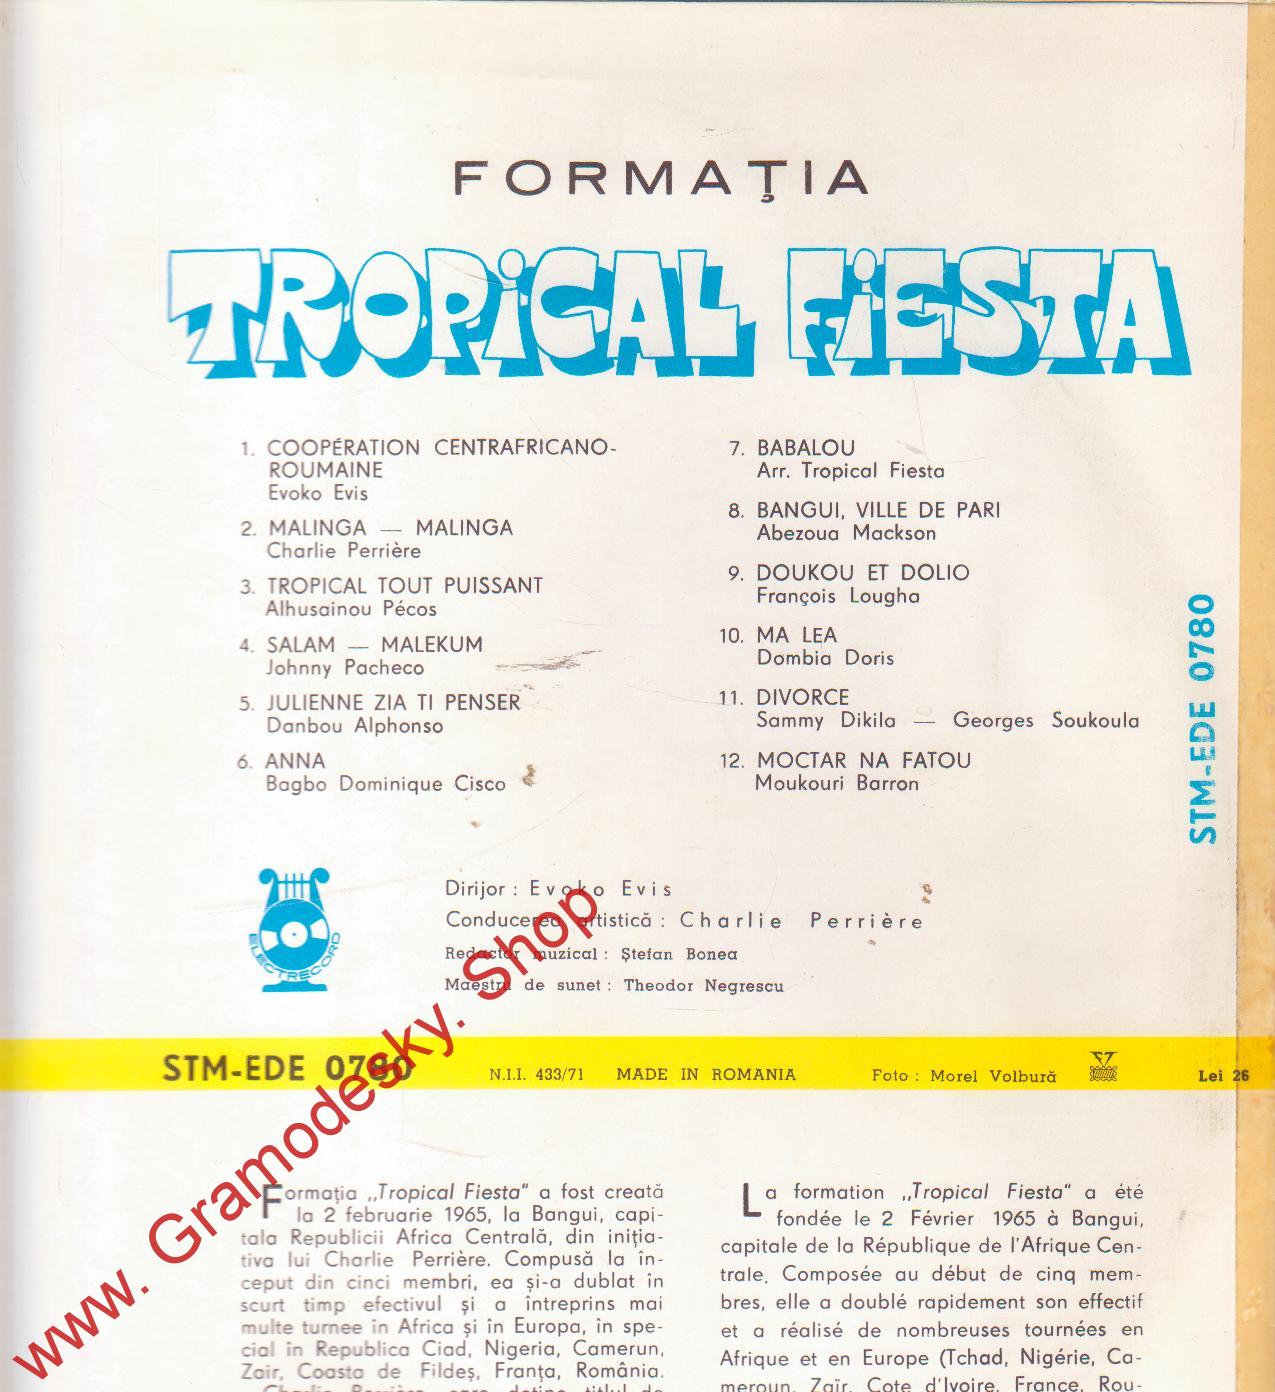 FORMAŢIA
TROPiCAL FiESTA
1. COOPÉRATION CENTRAFRICANO-
ROUMAINE
Evoko Evis
2. MALINGA — MALINGA
Charlie Perrière
3. TROPICAL TOUT PUISSANT
Alhusainou Pécos
4. SALAM — MALEKUM
Johnny Pacheco
5. JULIENNE ZIA TI PENSER
Danbou Alphonso
6. ANNA
Bagbo Dominique Cisco
7. BABALOU
Arr. Tropical Fiesta
8. BANGUI, VILLE DE PARI
Abezoua Mackson
9. DOUKOU ET DOLIO
François Lougha
10. MA LEA
Dombia Doris
11. DIVORCE
Sammy Dikila — Georges Soukoula
12. MOCTAR NA FATOU
Moukouri Barron
STM-EDE 0780
ELECTRECORD
Dirijor : Evoko Evis
Conducerea artistică : Charlie Perrière
Redactor muzical : Ştefan Bonea
Maestru de sunet : Theodor Negrescu
STM-EDE 0780 N.I.I. 433/71 MADE IN ROMANIA Foto : Morel Volbură Lei 26
Formaţia „Tropical Fiesta" a fost creată
la 2 februarie 1965, la Bangui, capi-
tala Republicii Africa Centrală, din iniţia-
tiva lui Charlie Perrière. Compusă la în-
ceput din cinci membri, ea şi-a dublat în
scurt timp efectivul şi a întreprins mai
multe turnee in Africa şi în Europa, în spe-
cial în Republica Ciad, Nigeria, Camerun,
Zair, Coasta de Fildeş, Franţa, România.
Charlie Perrière, care deţine titlul de
La formation „Tropical Fiesta" a été
fondée le 2 Février 1965 à Bangui,
capitale de la République de l'Afrique Cen-
trale. Composée au début de cinq mem-
bres, elle a doublé rapidement son effectif
et a réalisé de nombreuses tournées en
Afrique et en Europe (Tchad, Nigérie, Ca-
meroun, Zaïr, Cote d'Ivoire, France, Rou-
www. Gramodesky. Shop